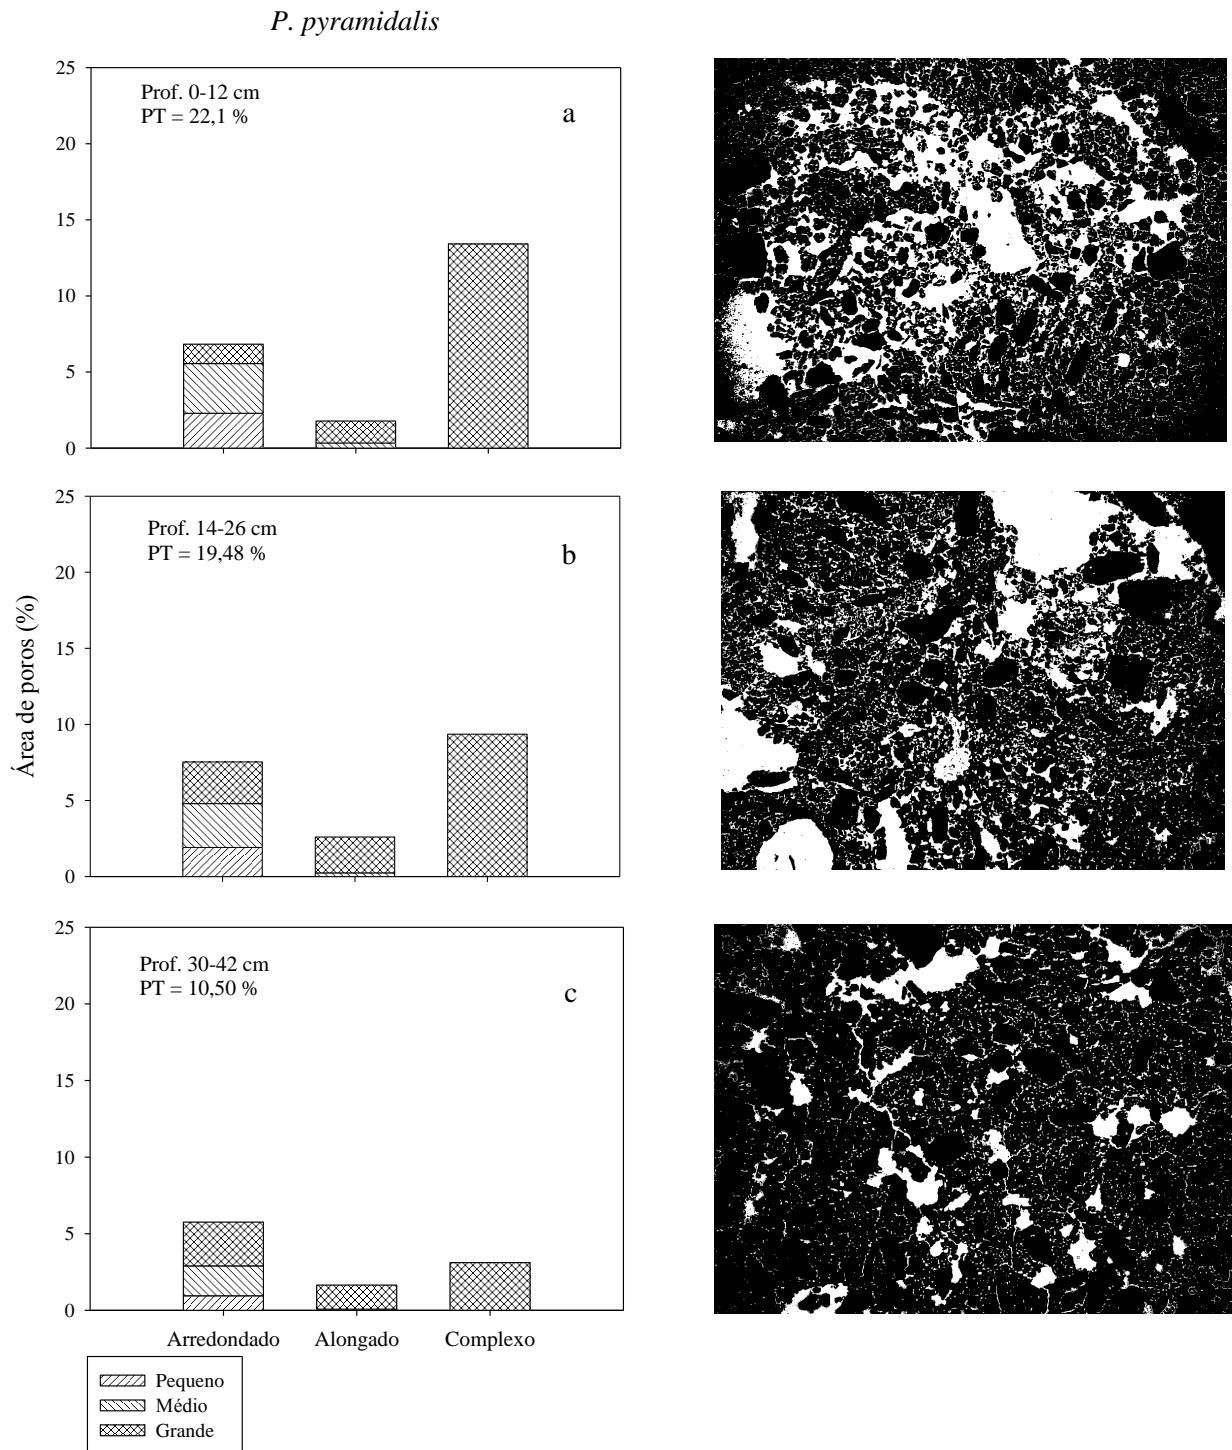 P. pyramidalis
25
20
15
10
5
0
Prof. 0-12 cm
PT = 22,1 %
a
25
20
15
10
5
0
Prof. 14-26 cm
PT = 19,48 %
b
Área de poros (%)
25
20
15
10
5
0
Prof. 30-42 cm
PT = 10,50 %
c
Arredondado Alongado Complexo
Pequeno
Médio
Grande